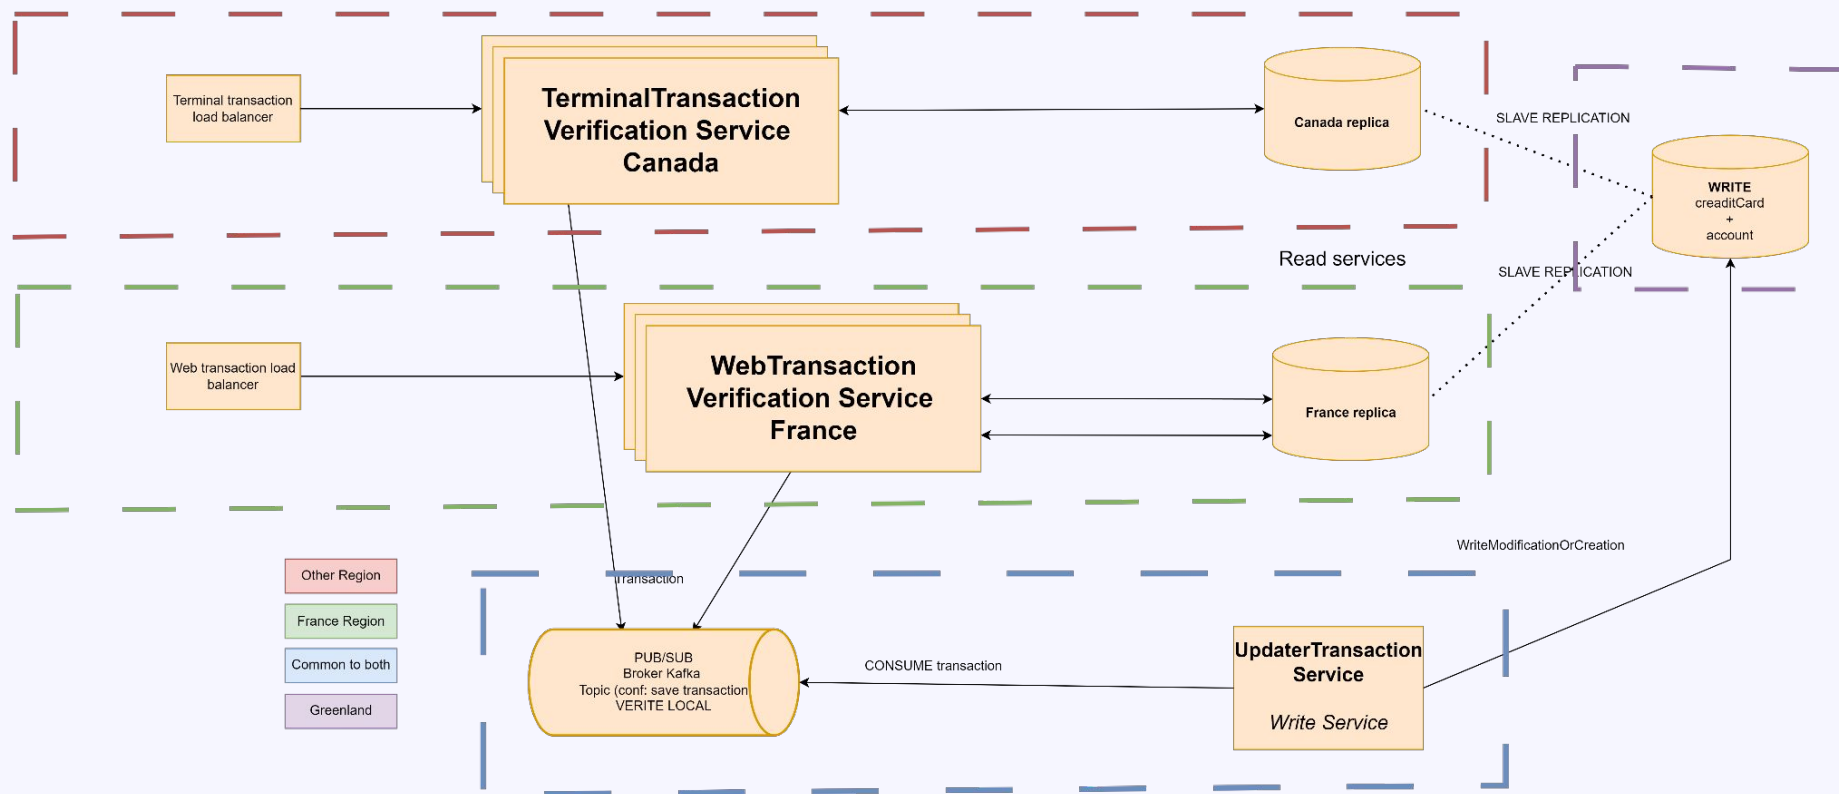 Terminal transaction
load balancer
TerminalTransaction
Verification Service
Canada
Canada replica
SLAVE REPLICATION
WRITE
creaditCard
+
account
Read services
SLAVE REPLICATION
Web transaction load
balancer
WebTransaction
Verification Service
France
France replica
WriteModificationOrCreation
Other Region
France Region
Common to both
Greenland
Transaction
PUB/SUB
Broker Kafka
Topic (conf: save transaction
VERITE LOCAL
CONSUME transaction
UpdaterTransaction
Service
Write Service